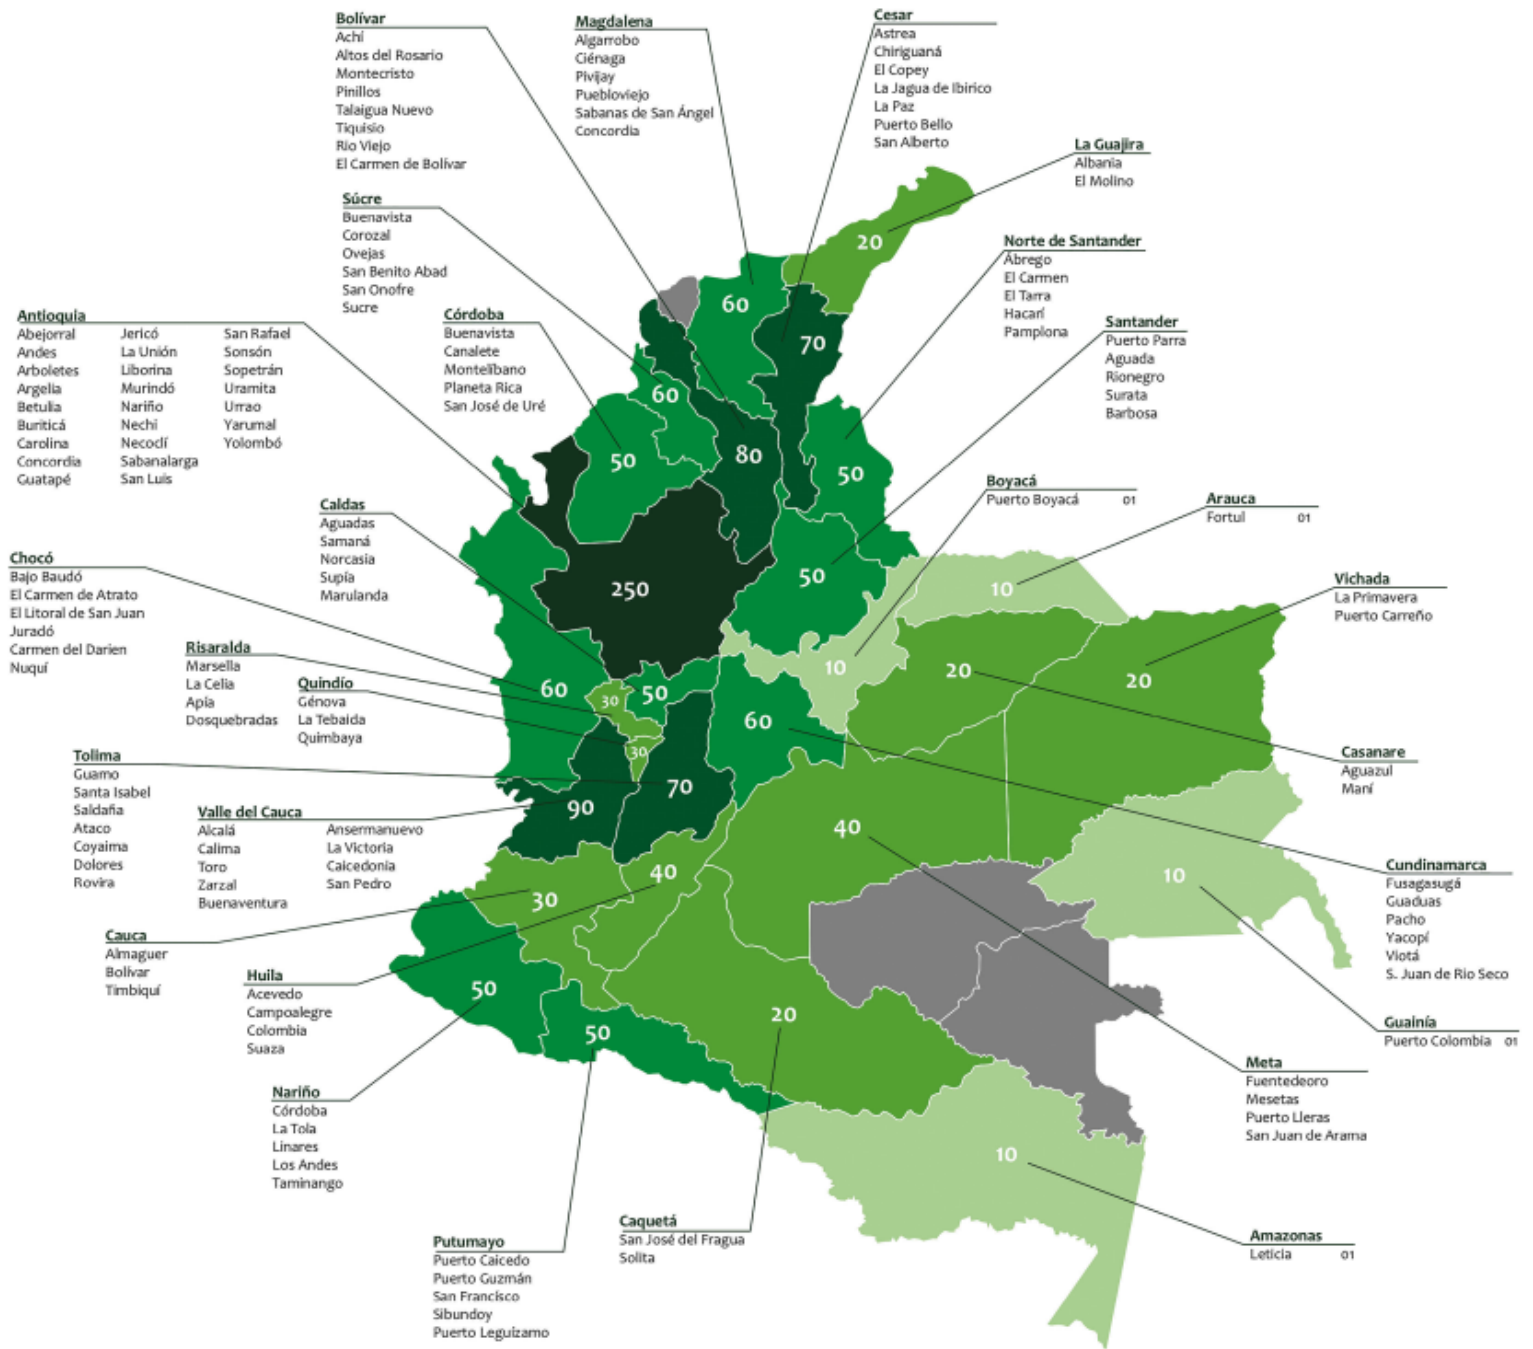 Bolívar
Achí
Altos del Rosario
Montecristo
Pinillos
Talaigua Nuevo
Tiquisio
Rio Viejo
El Carmen de Bolívar
Magdalena
Algarrobo
Ciénaga
Pivijay
Puebloviejo
Sabanas de San Ángel
Concordia
Cesar
Astrea
Chiriguaná
El Copey
La Jagua de Ibirico
La Paz
Puerto Bello
San Alberto
La Guajira
Albania
El Molino
Súcre
Buenavista
Corozal
Ovejas
San Benito Abad
San Onofre
Sucre
Norte de Santander
Ábrego
El Carmen
El Tarra
Hacarí
Pamplona
Antioquia
Abejorral
Andes
Arboletes
Argelia
Betulia
Buriticá
Carolina
Concordia
Guatapé
Jericó
La Unión
Liborina
Murindó
Nariño
Nechi
Necoclí
Sabanalarga
San Luis
San Rafael
Sonsón
Sopetrán
Uramita
Urrao
Yarumal
Yolombó
Córdoba
Buenavista
Canalete
Montelíbano
Planeta Rica
San José de Uré
Santander
Puerto Parra
Aguada
Rionegro
Surata
Barbosa
Boyacá
Puerto Boyacá 01
Arauca
Fortul 01
Caldas
Aguadas
Samaná
Norcasia
Supía
Marulanda
Chocó
Bajo Baudó
El Carmen de Atrato
El Litoral de San Juan
Juradó
Carmen del Darien
Nuquí
Vichada
La Primavera
Puerto Carreño
Risaralda
Marsella
La Celia
Apía
Dosquebradas
Quindío
Génova
La Tebaida
Quimbaya
Tolima
Guamo
Santa Isabel
Saldaña
Ataco
Coyaima
Dolores
Rovira
Valle del Cauca
Alcalá
Calima
Toro
Zarzal
Buenaventura
Ansermanuevo
La Victoria
Caicedonia
San Pedro
Casanare
Aguazul
Maní
Cundinamarca
Fusagasugá
Guaduas
Pacho
Yacopí
Viotá
S. Juan de Rio Seco
Cauca
Almaguer
Bolívar
Timbiquí
Huila
Acevedo
Campoalegre
Colombia
Suaza
Guainía
Puerto Colombia 01
Nariño
Córdoba
La Tola
Linares
Los Andes
Taminango
Meta
Fuentedeoro
Mesetas
Puerto Lleras
San Juan de Arama
Putumayo
Puerto Caicedo
Puerto Guzmán
San Francisco
Sibundoy
Puerto Leguízamo
Caquetá
San José del Fragua
Solita
Amazonas
Leticia 01
20
60
70
60
50
80
50
50
250
10
10
20
20
60
30
50
60
30
70
90
40
40
30
10
50
50
20
10